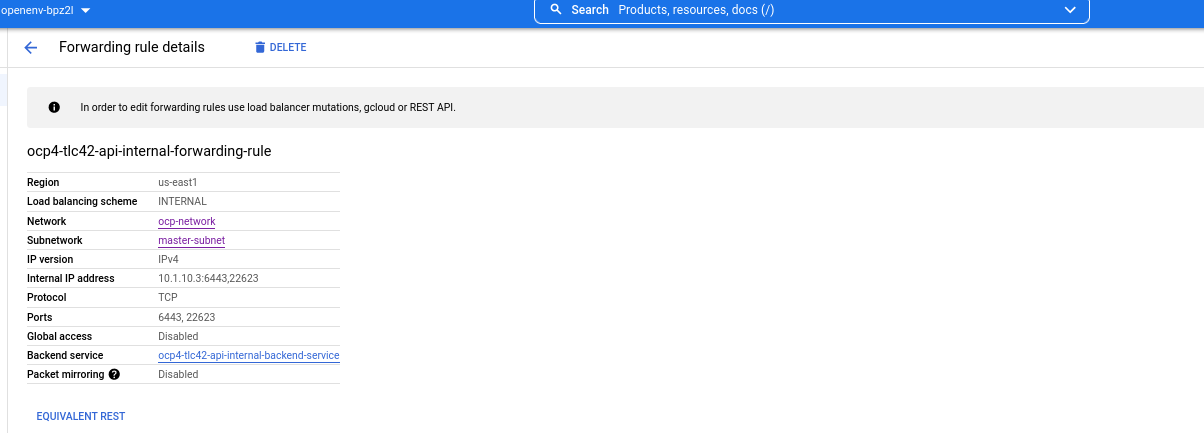 openenv-bpz2l
Search Products, resources, docs (/)
Forwarding rule details
DELETE
In order to edit forwarding rules use load balancer mutations, gcloud or REST API.
ocp4-tlc42-api-internal-forwarding-rule
Region us-east1
Load balancing scheme INTERNAL
Network ocp-network
Subnetwork master-subnet
IP version IPv4
Internal IP address 10.1.10.3:6443,22623
Protocol TCP
Ports 6443, 22623
Global access Disabled
Backend service ocp4-tlc42-api-internal-backend-service
Packet mirroring Disabled
EQUIVALENT REST